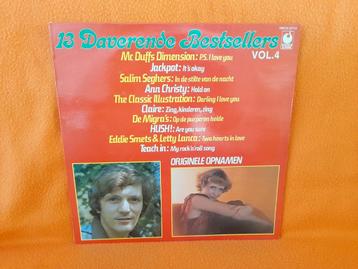 13 Daverende Bestsellers
VOL.4
Mc Duffs Dimension: P.S. I love you
Jackpot: It's okay
Salim Seghers: In de stilte van de nacht
Ann Christy: Hold on
The Classic Illustration: Darling I love you
Claire: Zing, kinderen, zing
De Migra's: Op de purperen heide
HUSH!: Are you sure
Eddie Smets & Letty Lanca: Two hearts in love
Teach in: My rock'n'roll song
ORIGINELE OPNAMEN